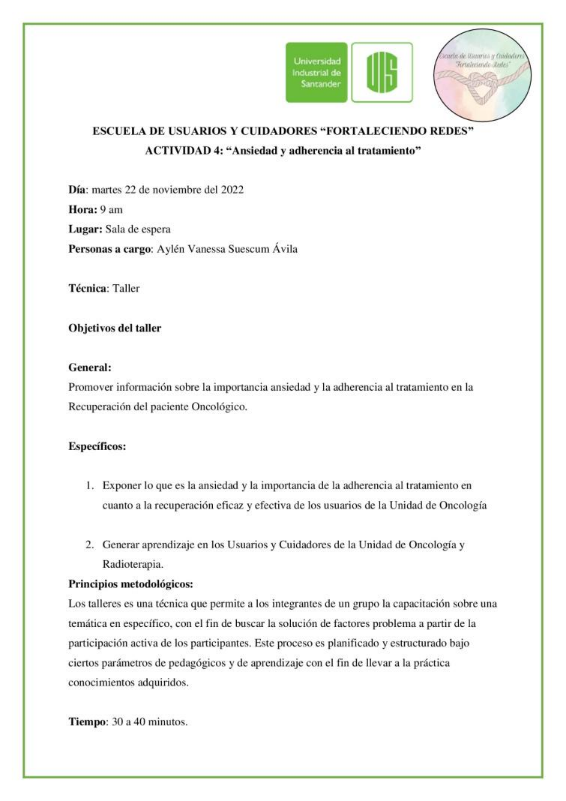 Universidad
Industrial de
Santander
UIS
Escuela de Usuarios y Cuidadores
"Fortaleciendo Redes"
ESCUELA DE USUARIOS Y CUIDADORES “FORTALECIENDO REDES”
ACTIVIDAD 4: “Ansiedad y adherencia al tratamiento”
Día: martes 22 de noviembre del 2022
Hora: 9 am
Lugar: Sala de espera
Personas a cargo: Aylén Vanessa Suescum Ávila
Técnica: Taller
Objetivos del taller
General:
Promover información sobre la importancia ansiedad y la adherencia al tratamiento en la
Recuperación del paciente Oncológico.
Específicos:
1. Exponer lo que es la ansiedad y la importancia de la adherencia al tratamiento en
cuanto a la recuperación eficaz y efectiva de los usuarios de la Unidad de Oncología
2. Generar aprendizaje en los Usuarios y Cuidadores de la Unidad de Oncología y
Radioterapia.
Principios metodológicos:
Los talleres es una técnica que permite a los integrantes de un grupo la capacitación sobre una
temática en específico, con el fin de buscar la solución de factores problema a partir de la
participación activa de los participantes. Este proceso es planificado y estructurado bajo
ciertos parámetros de pedagógicos y de aprendizaje con el fin de llevar a la práctica
conocimientos adquiridos.
Tiempo: 30 a 40 minutos.